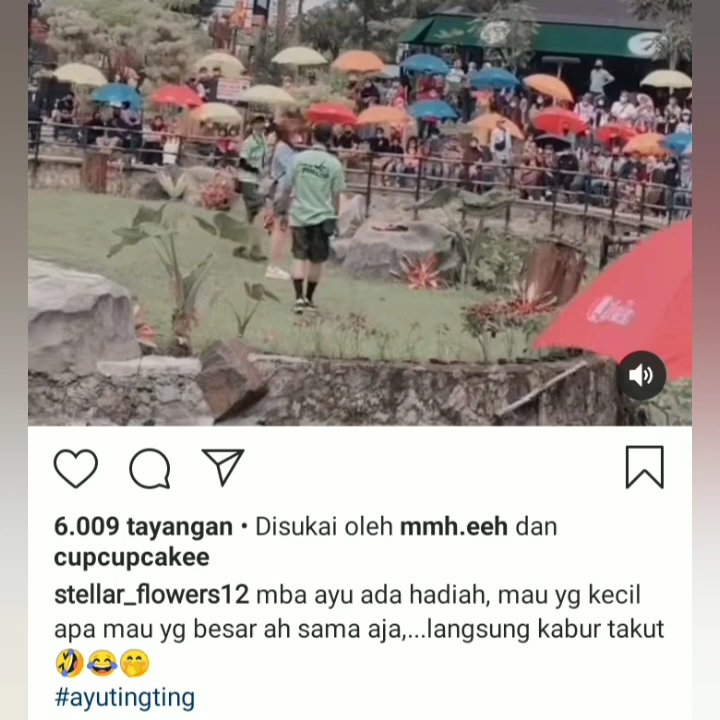 6.009 tayangan • Disukai oleh mmh.eeh dan
cupcupcakee
stellar_flowers12 mba ayu ada hadiah, mau yg kecil
apa mau yg besar ah sama aja,...langsung kabur takut
🤣😂🤭
#ayutingting